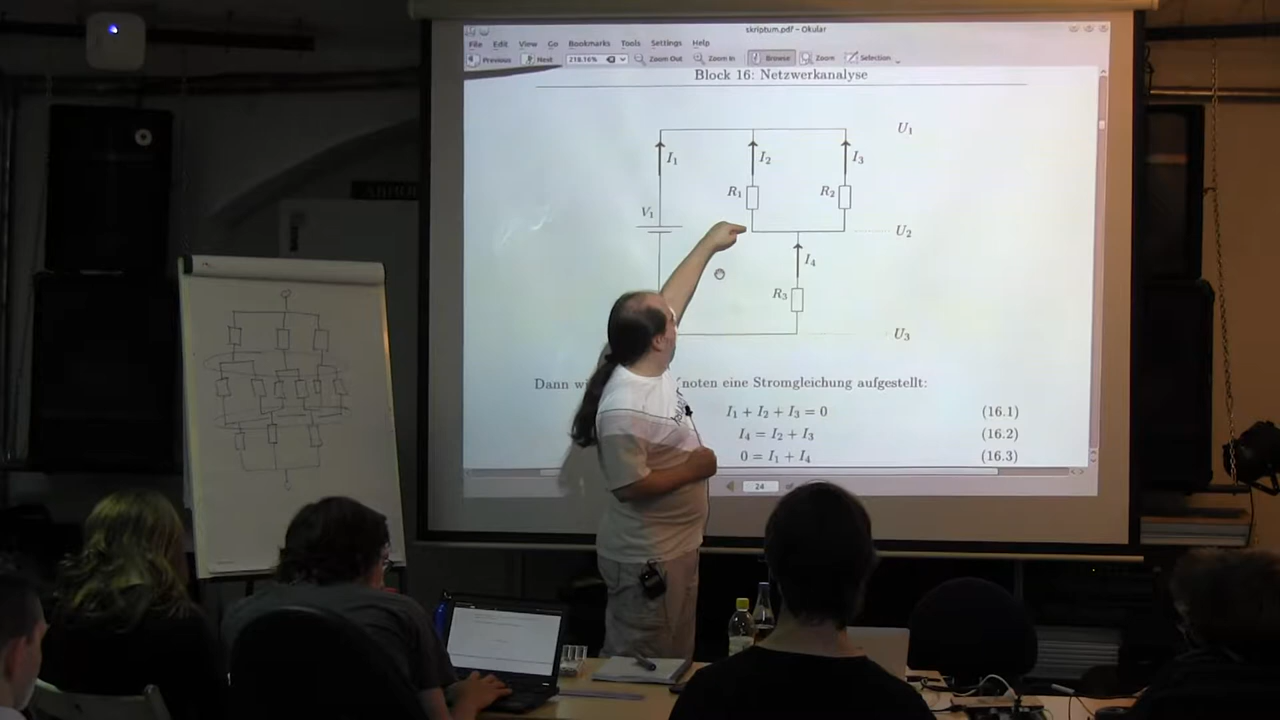 skriptum.pdf – Okular
File Edit View Go Bookmarks Tools Settings Help
Previous Next 218.16% Zoom Out Zoom In Browse Zoom Selection
Block 16: Netzwerkanalyse
U₁
I₁ I₂ I₃
R₁ R₂
V₁
U₂
I₄
R₃
U₃
Dann noten eine Stromgleichung aufgestellt:
I₁ + I₂ + I₃ = 0 (16.1)
I₄ = I₂ + I₃ (16.2)
0 = I₁ + I₄ (16.3)
24